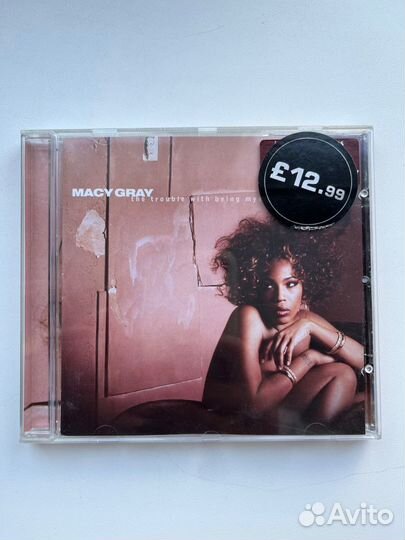 MACY GRAY
the trouble with being my
£12.99
Avito